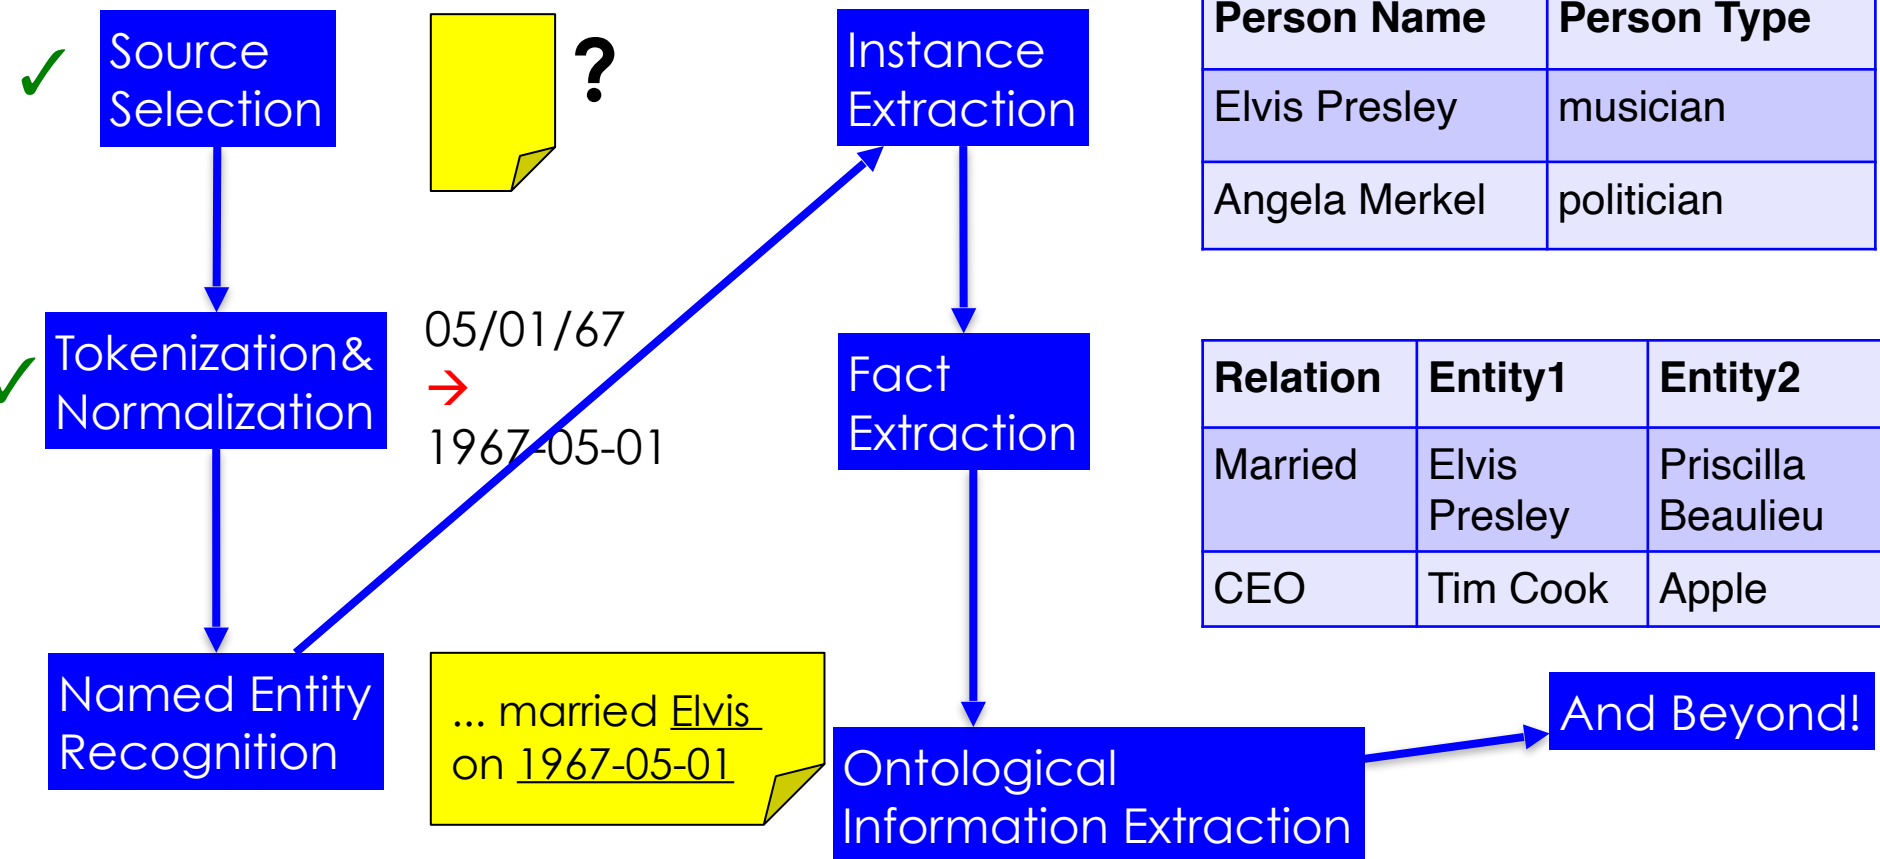 ✓
Source
Selection
?
Instance
Extraction
Person Name Person Type
Elvis Presley musician
Angela Merkel politician
✓
Tokenization&
Normalization
05/01/67
→
1967-05-01
Fact
Extraction
Relation Entity1 Entity2
Married Elvis Priscilla
Presley Beaulieu
CEO Tim Cook Apple
Named Entity
Recognition
... married Elvis
on 1967-05-01
Ontological
Information Extraction
And Beyond!